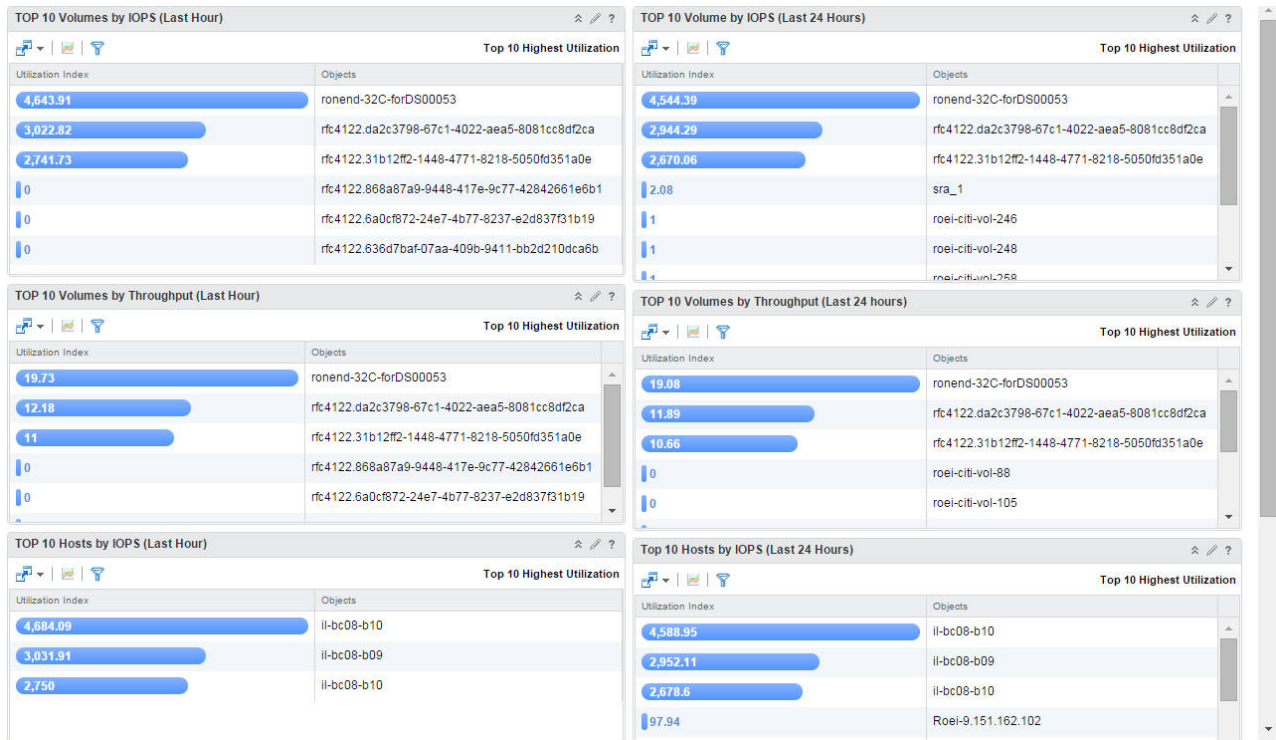 TOP 10 Volumes by IOPS (Last Hour)
?
Top 10 Highest Utilization
Utilization Index Objects
4,643.91 ronend-32C-forDS00053
3,022.82 rfc4122.da2c3798-67c1-4022-aea5-8081cc8df2ca
2,741.73 rfc4122.31b12ff2-1448-4771-8218-5050fd351a0e
0 rfc4122.868a87a9-9448-417e-9c77-42842661e6b1
0 rfc4122.6a0cf872-24e7-4b77-8237-e2d837f31b19
0 rfc4122.636d7baf-07aa-409b-9411-bb2d210dca6b
TOP 10 Volume by IOPS (Last 24 Hours)
?
Top 10 Highest Utilization
Utilization Index Objects
4,544.39 ronend-32C-forDS00053
2,944.29 rfc4122.da2c3798-67c1-4022-aea5-8081cc8df2ca
2,670.06 rfc4122.31b12ff2-1448-4771-8218-5050fd351a0e
2.08 sra_1
1 roei-citi-vol-246
1 roei-citi-vol-248
1 roei-citi-vol-258
TOP 10 Volumes by Throughput (Last Hour)
?
Top 10 Highest Utilization
Utilization Index Objects
19.73 ronend-32C-forDS00053
12.18 rfc4122.da2c3798-67c1-4022-aea5-8081cc8df2ca
11 rfc4122.31b12ff2-1448-4771-8218-5050fd351a0e
0 rfc4122.868a87a9-9448-417e-9c77-42842661e6b1
0 rfc4122.6a0cf872-24e7-4b77-8237-e2d837f31b19
TOP 10 Volumes by Throughput (Last 24 hours)
?
Top 10 Highest Utilization
Utilization Index Objects
19.08 ronend-32C-forDS00053
11.89 rfc4122.da2c3798-67c1-4022-aea5-8081cc8df2ca
10.66 rfc4122.31b12ff2-1448-4771-8218-5050fd351a0e
0 roei-citi-vol-88
0 roei-citi-vol-105
TOP 10 Hosts by IOPS (Last Hour)
?
Top 10 Highest Utilization
Utilization Index Objects
4,684.09 il-bc08-b10
3,031.91 il-bc08-b09
2,750 il-bc08-b10
Top 10 Hosts by IOPS (Last 24 Hours)
?
Top 10 Highest Utilization
Utilization Index Objects
4,588.95 il-bc08-b10
2,952.11 il-bc08-b09
2,678.6 il-bc08-b10
97.94 Roei-9.151.162.102